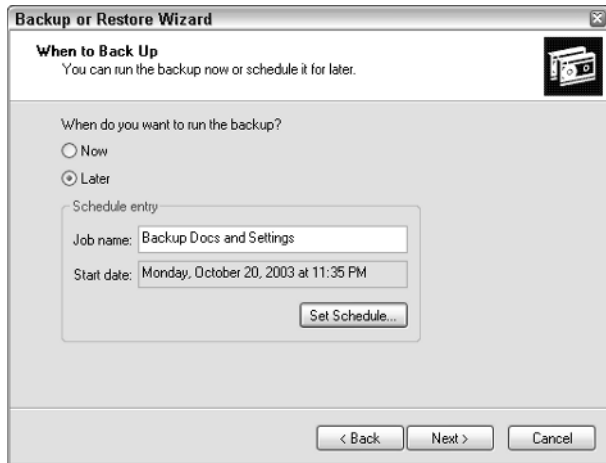 Backup or Restore Wizard
When to Back Up
You can run the backup now or schedule it for later.
When do you want to run the backup?
Now
Later
Schedule entry
Job name: Backup Docs and Settings
Start date: Monday, October 20, 2003 at 11:35 PM
Set Schedule...
< Back Next > Cancel